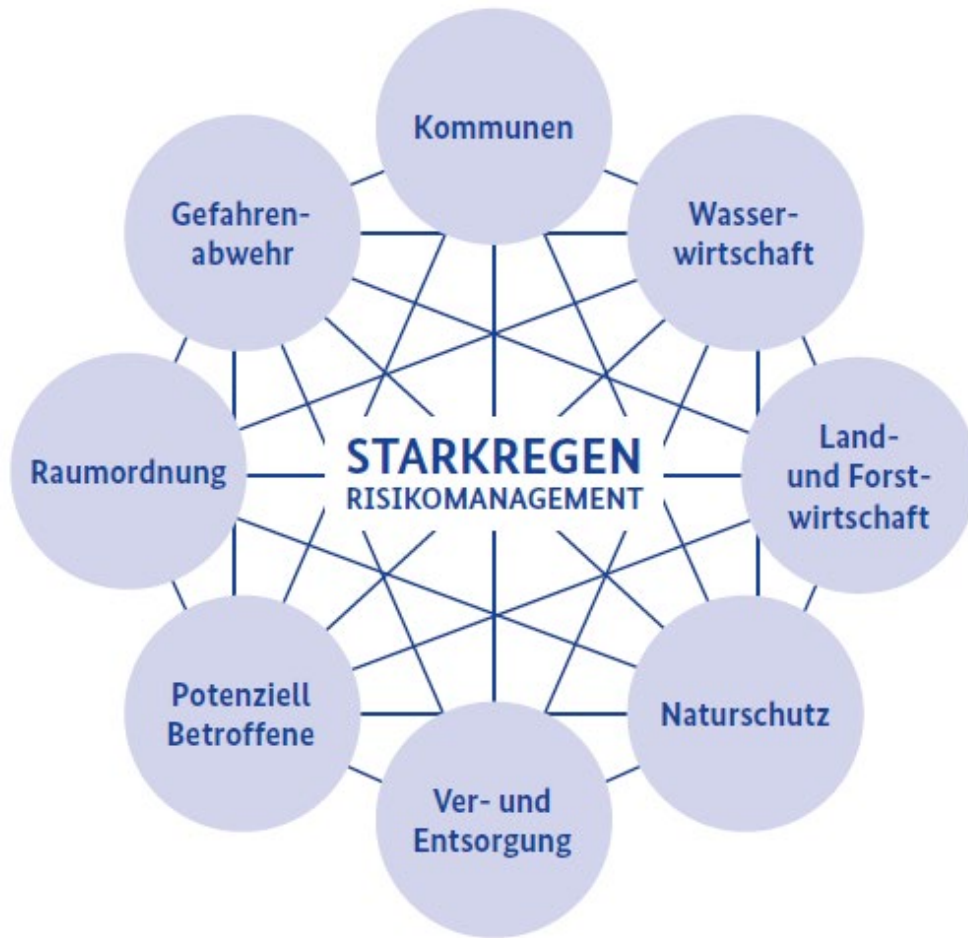 Kommunen
Gefahren-
abwehr
Wasser-
wirtschaft
Raumordnung
STARKREGEN
RISIKOMANAGEMENT
Land-
und Forst-
wirtschaft
Potenziell
Betroffene
Naturschutz
Ver- und
Entsorgung